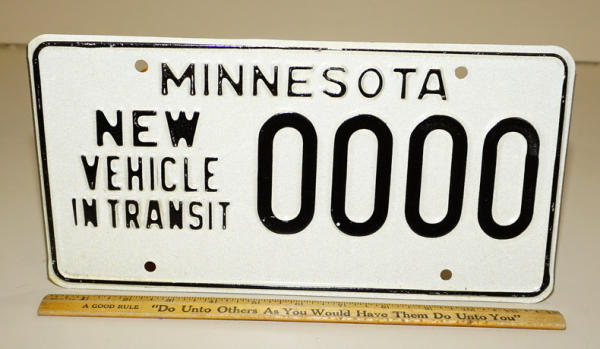 MINNESOTA
NEW
VEHICLE
IN TRANSIT
0000
A GOOD RULE "Do Unto Others As You Would Have Them Do Unto You"